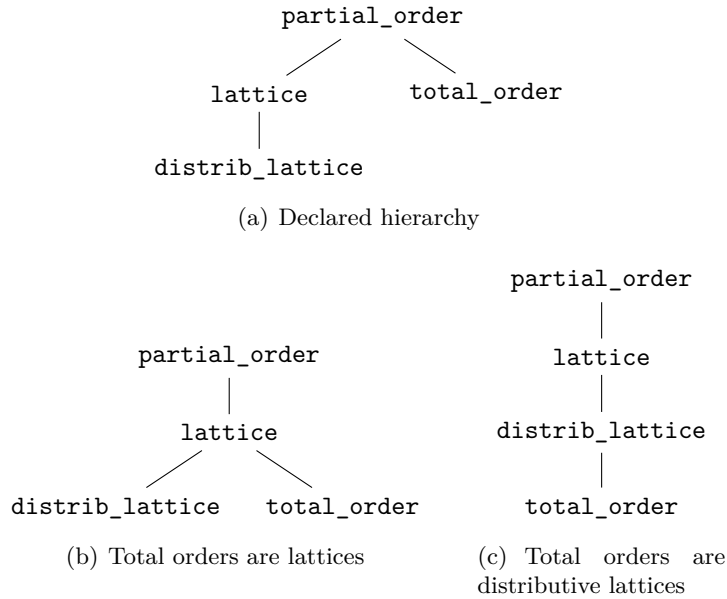 partial_order
lattice total_order
distrib_lattice
(a) Declared hierarchy
partial_order
lattice
distrib_lattice total_order
(b) Total orders are lattices
partial_order
lattice
distrib_lattice
total_order
(c) Total orders are
distributive lattices